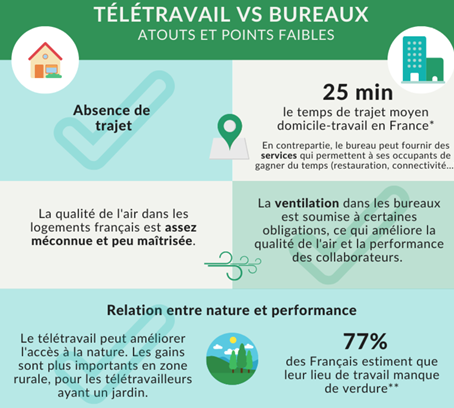 TÉLÉTRAVAIL VS BUREAUX
ATOUTS ET POINTS FAIBLES
Absence de
trajet
25 min
le temps de trajet moyen
domicile-travail en France*
En contrepartie, le bureau peut fournir des
services qui permettent à ses occupants de
gagner du temps (restauration, connectivité...
La qualité de l'air dans les
logements français est assez
méconnue et peu maîtrisée.
La ventilation dans les bureaux
est soumise à certaines
obligations, ce qui améliore la
qualité de l'air et la performance
des collaborateurs.
Relation entre nature et performance
Le télétravail peut améliorer
l'accès à la nature. Les gains
sont plus importants en zone
rurale, pour les télétravailleurs
ayant un jardin.
77%
des Français estiment que
leur lieu de travail manque
de verdure**